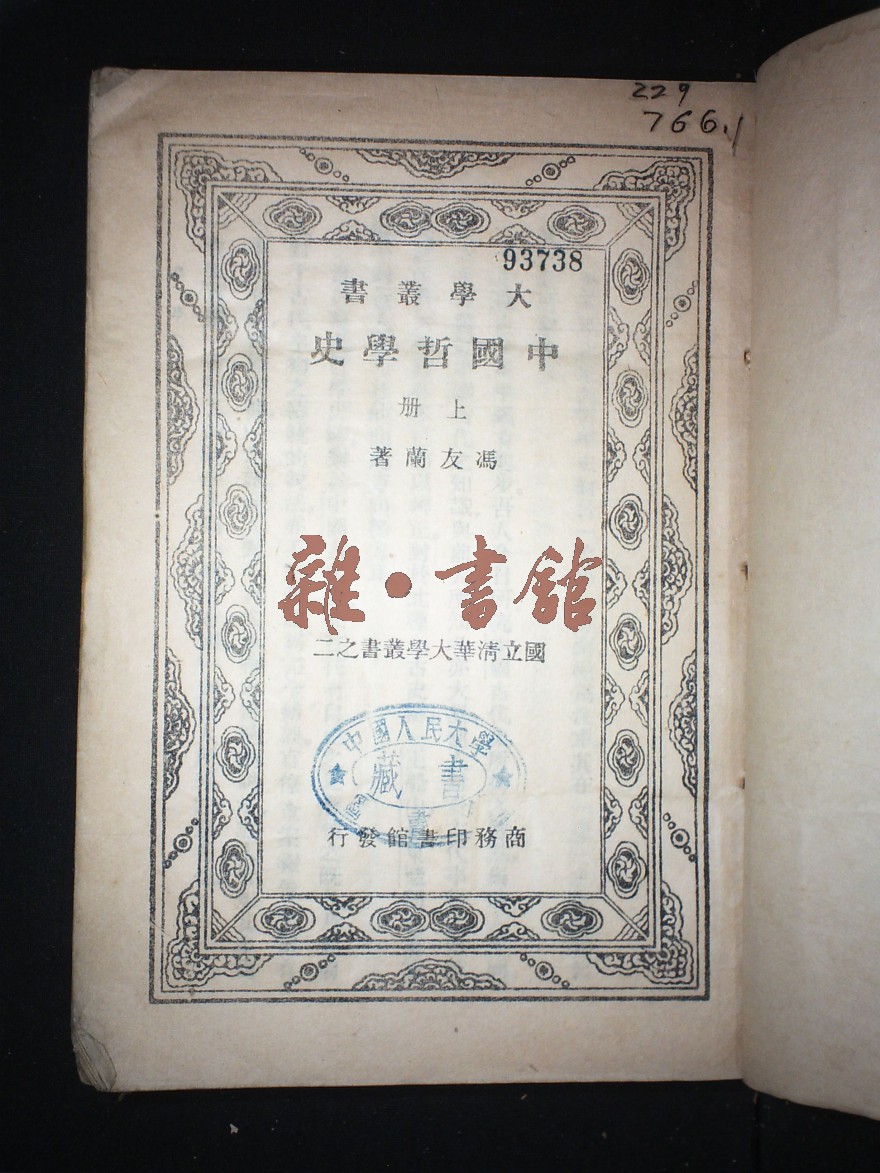 229
766.1
93738
大學叢書
中國哲學史
上册
馮友蘭著
雜·書館
國立淸華大學叢書之二
中國人民大學
藏書
商務印書館發行